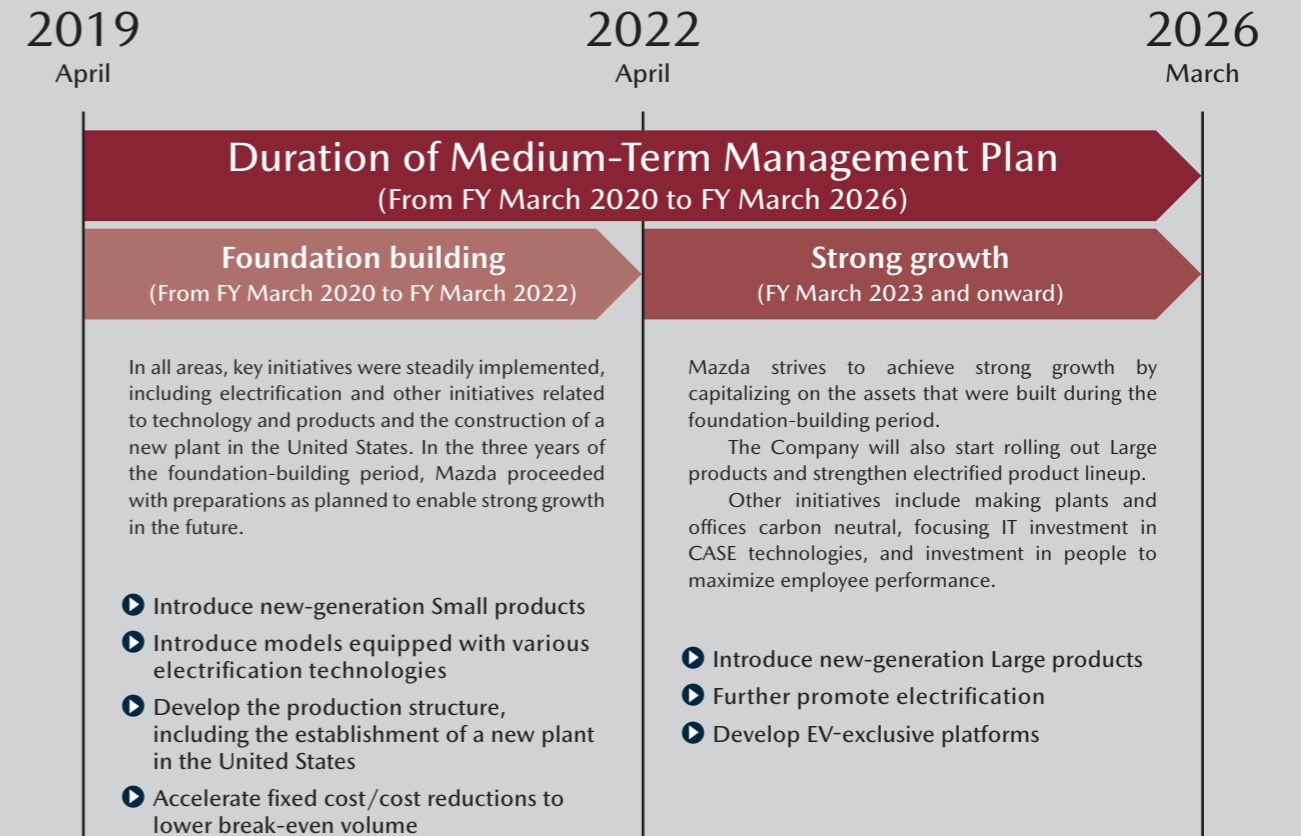 2019
April
2022
April
2026
March
Duration of Medium-Term Management Plan
(From FY March 2020 to FY March 2026)
Foundation building
(From FY March 2020 to FY March 2022)
In all areas, key initiatives were steadily implemented,
including electrification and other initiatives related
to technology and products and the construction of a
new plant in the United States. In the three years of
the foundation-building period, Mazda proceeded
with preparations as planned to enable strong growth
in the future.
Introduce new-generation Small products
Introduce models equipped with various
electrification technologies
Develop the production structure,
including the establishment of a new plant
in the United States
Accelerate fixed cost/cost reductions to
lower break-even volume
Strong growth
(FY March 2023 and onward)
Mazda strives to achieve strong growth by
capitalizing on the assets that were built during the
foundation-building period.
The Company will also start rolling out Large
products and strengthen electrified product lineup.
Other initiatives include making plants and
offices carbon neutral, focusing IT investment in
CASE technologies, and investment in people to
maximize employee performance.
Introduce new-generation Large products
Further promote electrification
Develop EV-exclusive platforms